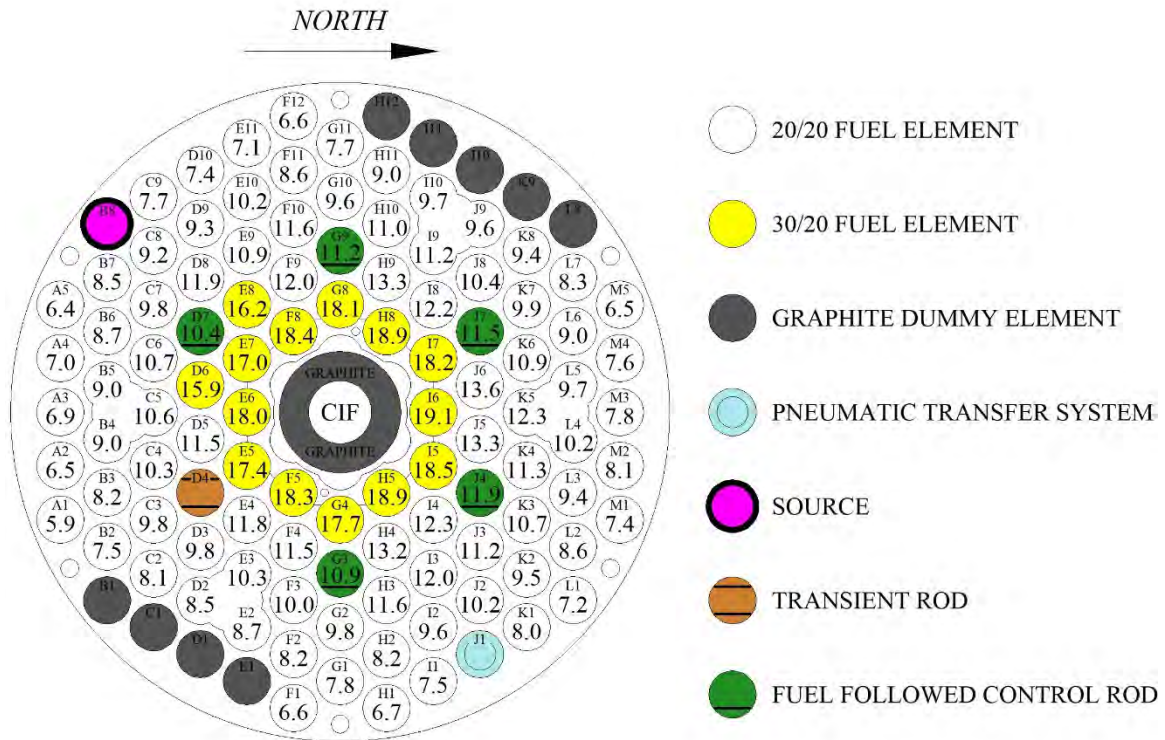 NORTH
F12 H12
6.6
E11 G11 I11
7.1 7.7
D10 F11 H11 J10
7.4 8.6 9.0
C9 E10 G10 I10 K9
7.7 10.2 9.6 9.7
B8 D9 F10 H10 J9 L8
9.3 11.6 11.0 9.6
C8 E9 G9 I9 K8
9.2 10.9 11.2 11.2 9.4
B7 D8 F9 H9 J8 L7
8.5 11.9 12.0 13.3 10.4 8.3
A5 C7 E8 G8 I8 K7 M5
6.4 9.8 16.2 18.1 12.2 9.9 6.5
B6 D7 F8 H8 J7 L6
8.7 10.4 18.4 18.9 11.5 9.0
A4 C6 E7 I7 K6 M4
7.0 10.7 17.0 18.2 10.9 7.6
B5 D6 GRAPHITE J6 L5
9.0 15.9 13.6 9.7
A3 C5 E6 CIF I6 K5 M3
6.9 10.6 18.0 19.1 12.3 7.8
B4 D5 GRAPHITE J5 L4
9.0 11.5 13.3 10.2
A2 C4 E5 I5 K4 M2
6.5 10.3 17.4 18.5 11.3 8.1
B3 D4 F5 H5 J4 L3
8.2 18.3 18.9 11.9 9.4
A1 C3 E4 G4 I4 K3 M1
5.9 9.8 11.8 17.7 12.3 10.7 7.4
B2 D3 F4 H4 J3 L2
7.5 9.8 11.5 13.2 11.2 8.6
C2 E3 G3 I3 K2
8.1 10.3 10.9 12.0 9.5
B1 D2 F3 H3 J2 L1
8.5 10.0 11.6 10.2 7.2
C1 E2 G2 I2 K1
8.7 9.8 9.6 8.0
D1 F2 H2 J1
8.2 8.2
E1 G1 I1
7.8 7.5
F1 H1
6.6 6.7
20/20 FUEL ELEMENT
30/20 FUEL ELEMENT
GRAPHITE DUMMY ELEMENT
PNEUMATIC TRANSFER SYSTEM
SOURCE
TRANSIENT ROD
FUEL FOLLOWED CONTROL ROD